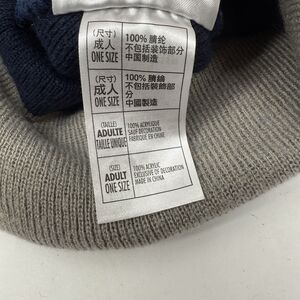 (尺寸)
成人
ONE SIZE
100% 腈纶
不包括装饰部分
中国制造
(尺寸)
成人
ONE SIZE
100% 腈綸
不包括裝飾部分
中國製造
(TAILLE)
ADULTE
TAILLE UNIQUE
100% ACRYLIQUE
SAUF DECORATION
FABRIQUE EN CHINE
(SIZE)
ADULT
ONE SIZE
100% ACRYLIC
EXCLUSIVE OF DECORATION
MADE IN CHINA